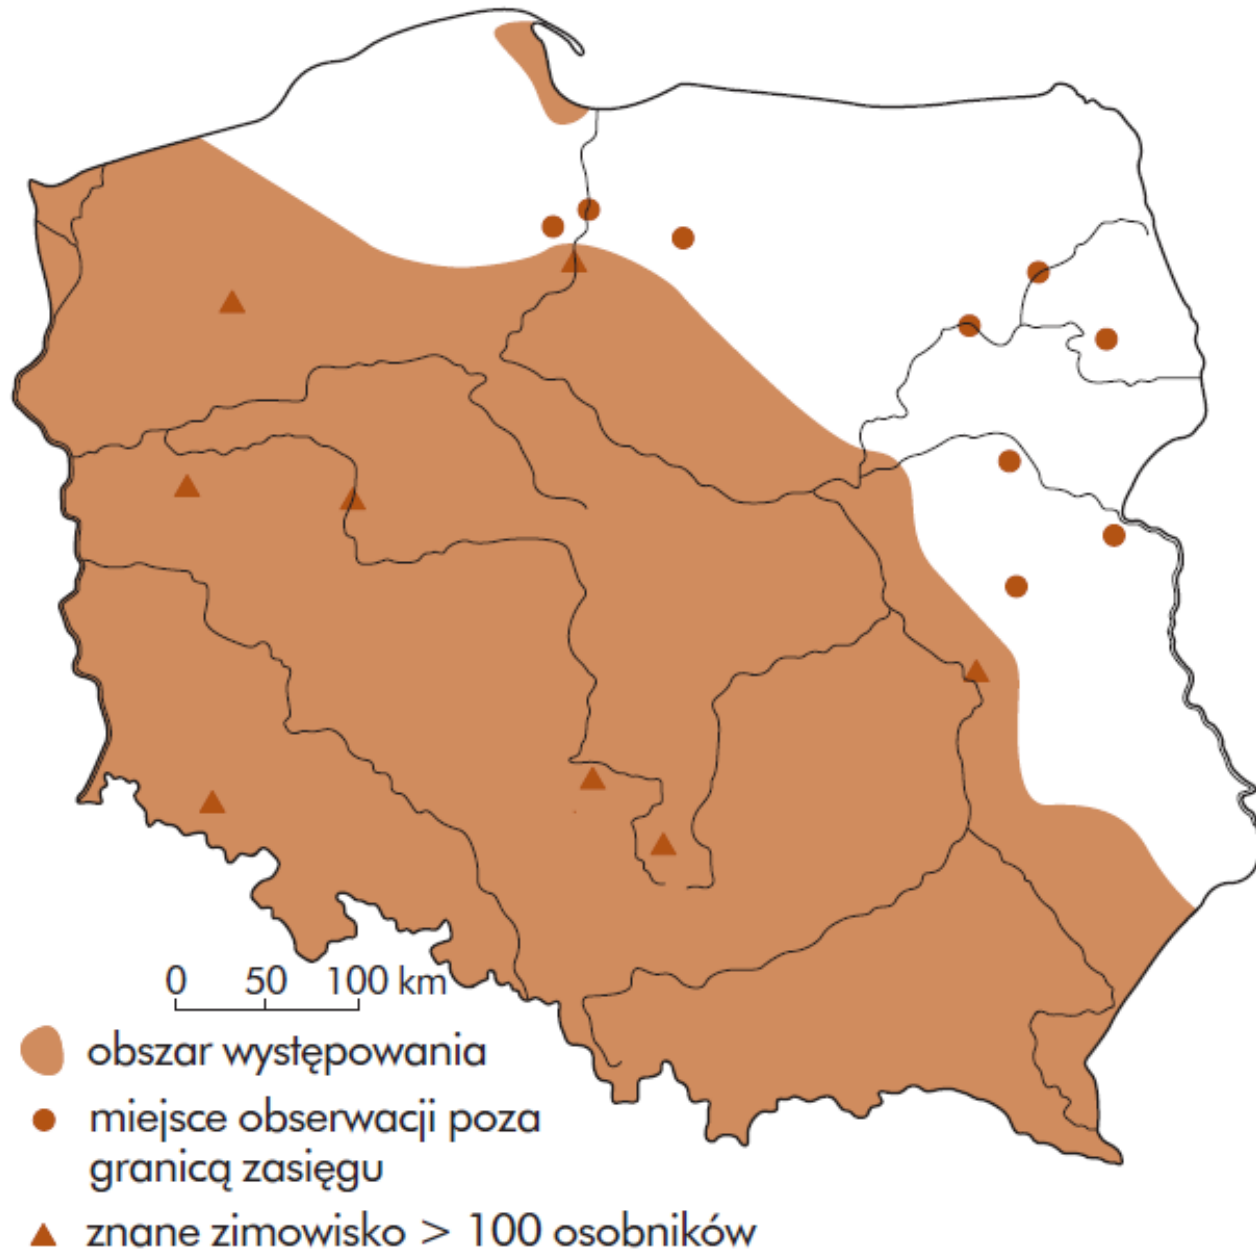 0 50 100 km
obszar występowania
miejsce obserwacji poza
granicą zasięgu
znane zimowisko > 100 osobników